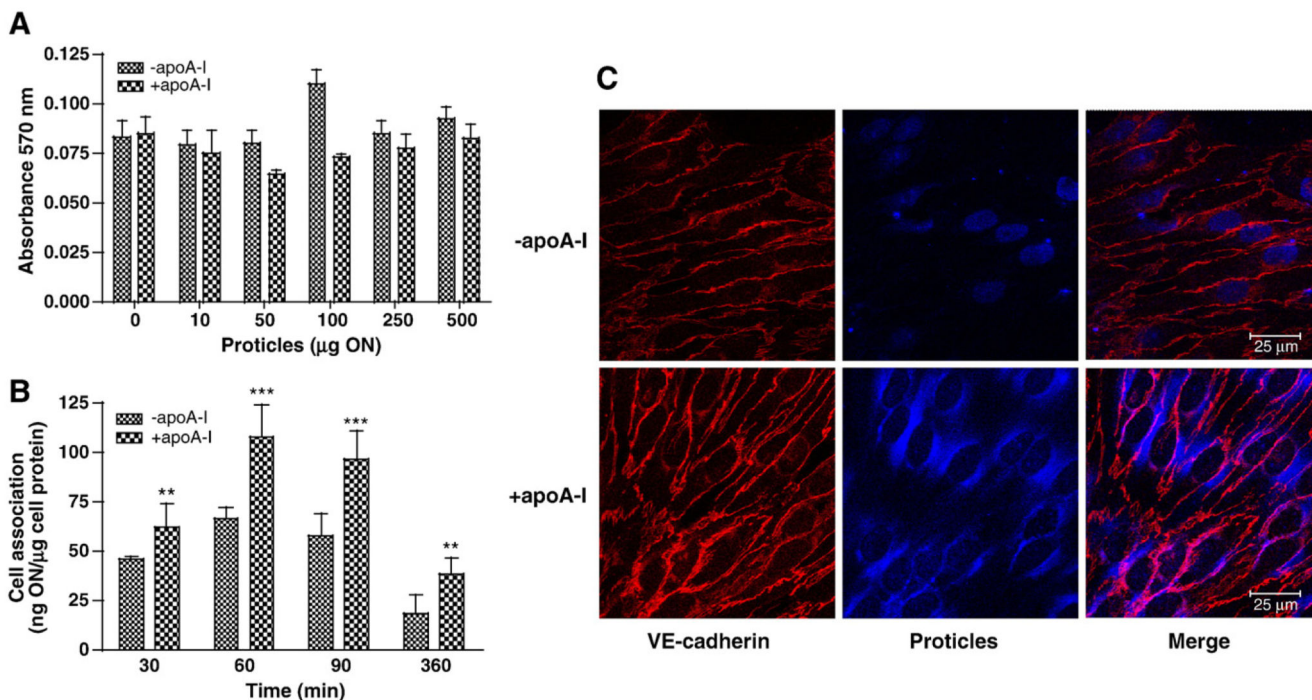 A
0.125
0.100
0.075
0.050
0.025
0.000
Absorbance 570 nm
-apoA-I
+apoA-I
0 10 50 100 250 500
Proticles (µg ON)
B
125
100
75
50
25
0
Cell association
(ng ON/µg cell protein)
-apoA-I
+apoA-I
** *** *** **
30 60 90 360
Time (min)
C
-apoA-I
25 µm
+apoA-I
25 µm
VE-cadherin Proticles Merge